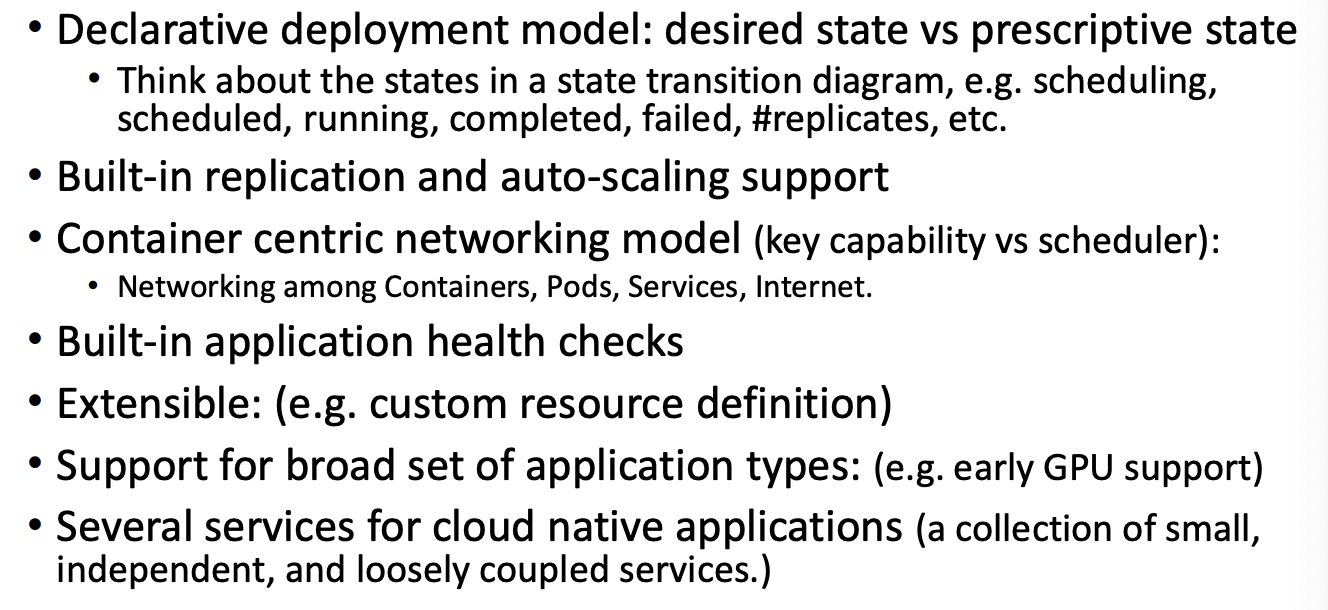 • Declarative deployment model: desired state vs prescriptive state
• Think about the states in a state transition diagram, e.g. scheduling,
scheduled, running, completed, failed, #replicates, etc.
• Built-in replication and auto-scaling support
• Container centric networking model (key capability vs scheduler):
• Networking among Containers, Pods, Services, Internet.
• Built-in application health checks
• Extensible: (e.g. custom resource definition)
• Support for broad set of application types: (e.g. early GPU support)
• Several services for cloud native applications (a collection of small,
independent, and loosely coupled services.)